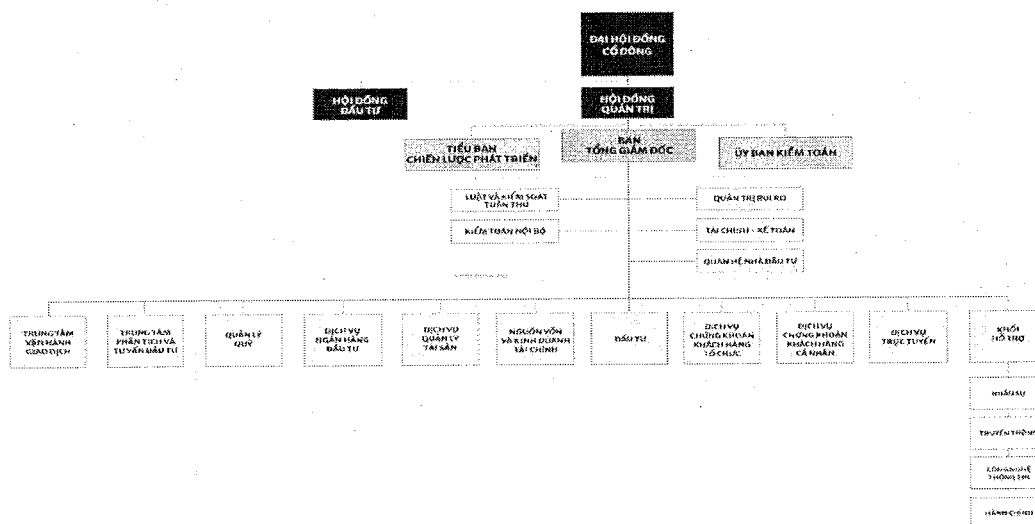 ĐẠI HỘI ĐỒNG
CỔ ĐÔNG
HỘI ĐỒNG
ĐẦU TƯ
HỘI ĐỒNG
QUẢN TRỊ
TIỂU BAN
CHIẾN LƯỢC PHÁT TRIỂN
BAN
TỔNG GIÁM ĐỐC
ỦY BAN KIỂM TOÁN
LUẬT VÀ KIỂM SOÁT
TUÂN THỦ
QUẢN TRỊ RỦI RO
KIỂM TOÁN NỘI BỘ
TÀI CHÍNH - KẾ TOÁN
QUAN HỆ NHÀ ĐẦU TƯ
TRUNG TÂM
VẬN HÀNH
GIAO DỊCH
TRUNG TÂM
PHÂN TÍCH VÀ
TƯ VẤN ĐẦU TƯ
QUẢN LÝ
QUỸ
DỊCH VỤ
NGÂN HÀNG
ĐẦU TƯ
DỊCH VỤ
QUẢN LÝ
TÀI SẢN
NGUỒN VỐN
VÀ KINH DOANH
TÀI CHÍNH
ĐẦU TƯ
DỊCH VỤ
CHỨNG KHOÁN
KHÁCH HÀNG
TỔ CHỨC
DỊCH VỤ
CHỨNG KHOÁN
KHÁCH HÀNG
CÁ NHÂN
DỊCH VỤ
TRỰC TUYẾN
KHỐI
HỖ TRỢ
NHÂN SỰ
TRUYỀN THÔNG
CÔNG NGHỆ
THÔNG TIN
HÀNH CHÍNH